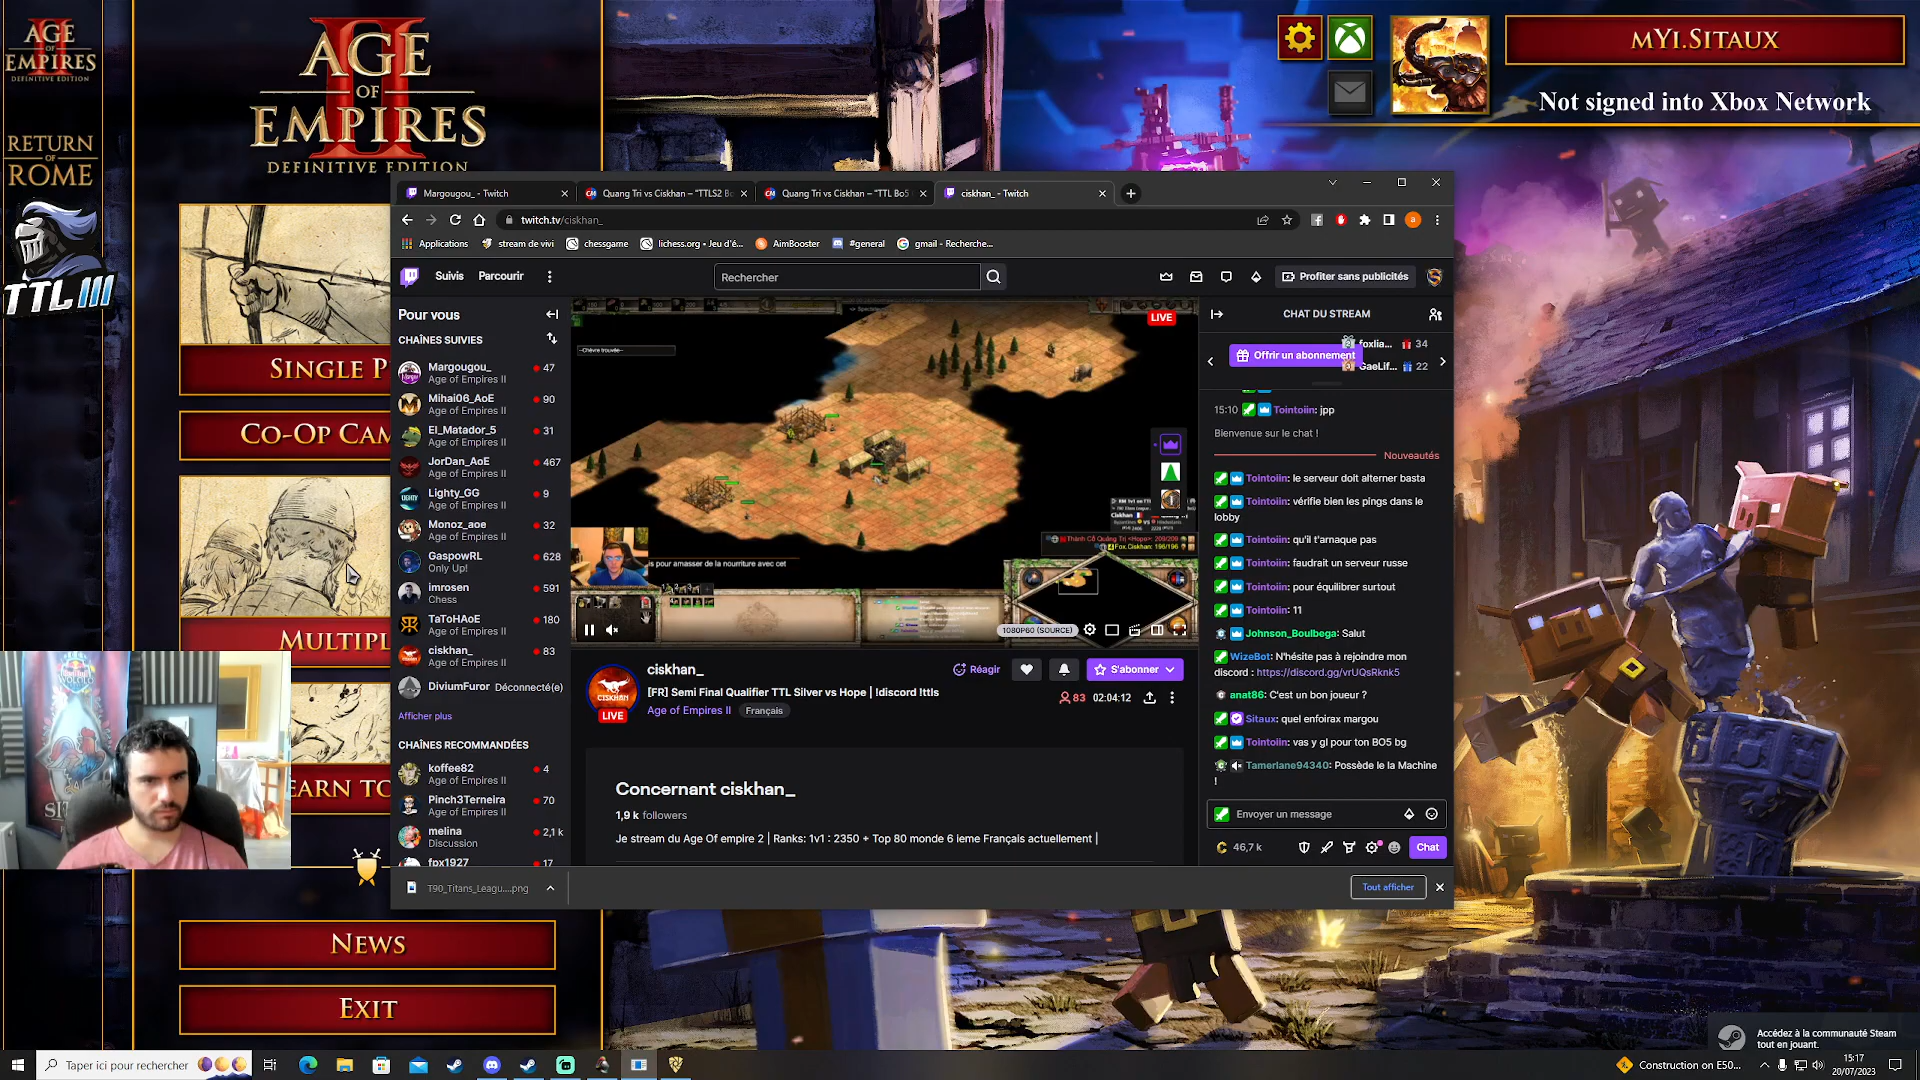 AGE
OF
EMPIRES
DEFINITIVE EDITION
RETURN
OF
ROME
TTL III
AGE
OF
EMPIRES
DEFINITIVE EDITION
SINGLE P
CO-OP CAM
MULTIPL
EARN TO
NEWS
EXIT
MYI.SITAUX
Not signed into Xbox Network
Margougou_ - Twitch
Quang Tri vs Ciskhan – "TTLS2 Bo
Quang Tri vs Ciskhan – "TTL Bo5
ciskhan_ - Twitch
twitch.tv/ciskhan_
Applications
stream de vivi
chessgame
lichess.org • Jeu d'é...
AimBooster
#general
gmail - Recherche...
Suivis
Parcourir
Rechercher
Profiter sans publicités
Pour vous
CHAÎNES SUIVIES
Margougou_ 47
Age of Empires II
Mihai06_AoE 90
Age of Empires II
El_Matador_5 31
Age of Empires II
JorDan_AoE 467
Age of Empires II
Lighty_GG 9
Age of Empires II
Monoz_aoe 32
Age of Empires II
GaspowRL 628
Only Up!
imrosen 591
Chess
TaToHAoE 180
Age of Empires II
ciskhan_ 83
Age of Empires II
DiviumFuror Déconnecté(e)
Afficher plus
CHAÎNES RECOMMANDÉES
koffee82 4
Age of Empires II
Pinch3Terneira 70
Age of Empires II
melina 2,1 k
Discussion
fpx1927 17
LIVE
--Chèvre trouvée--
is pour amasser de la nourriture avec cet
1080P60 (SOURCE)
ciskhan_
LIVE
[FR] Semi Final Qualifier TTL Silver vs Hope | !discord !ttls
Age of Empires II Français
Réagir
S'abonner
83 02:04:12
Concernant ciskhan_
1,9 k followers
Je stream du Age Of empire 2 | Ranks: 1v1 : 2350 + Top 80 monde 6 ieme Français actuellement |
CHAT DU STREAM
Offrir un abonnement
foxlia... 34
GaeLif... 22
15:10 Tointoiin: jpp
Bienvenue sur le chat !
Nouveautés
Tointoiin: le serveur doit alterner basta
Tointoiin: vérifie bien les pings dans le
lobby
Tointoiin: qu'il t'arnaque pas
Tointoiin: faudrait un serveur russe
Tointoiin: pour équilibrer surtout
Tointoiin: 11
Johnson_Boulbega: Salut
WizeBot: N'hésite pas à rejoindre mon
discord : https://discord.gg/vrUQsRknk5
anat86: C'est un bon joueur ?
Sitaux: quel enfoirax margou
Tointoiin: vas y gl pour ton BO5 bg
Tamerlane94340: Possède le la Machine
!
Envoyer un message
46,7 k
Chat
T90_Titans_Leagu....png
Tout afficher
Accédez à la communauté Steam
tout en jouant.
Taper ici pour rechercher
Construction on E50...
15:17
20/07/2023